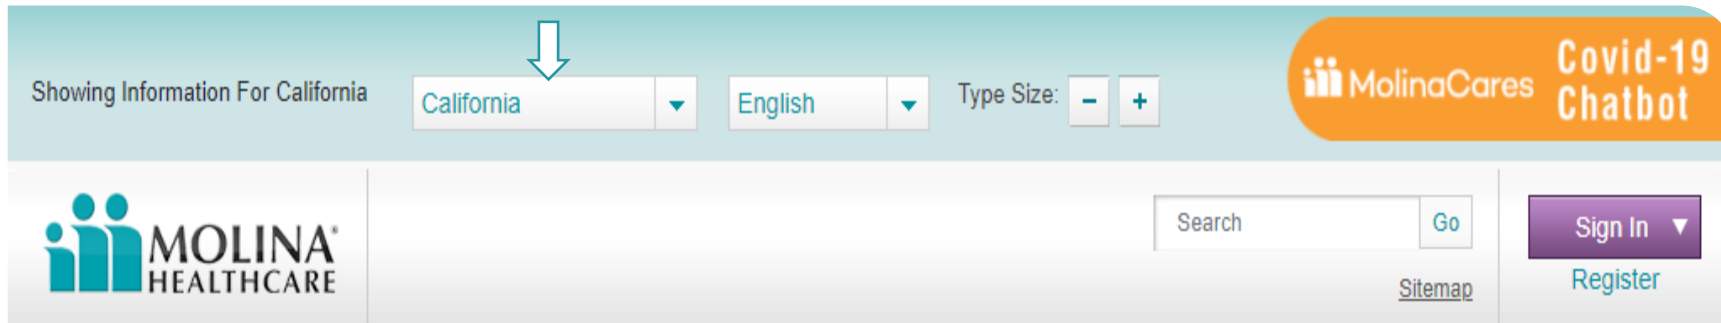 Showing Information For California
California
English
Type Size: - +
MolinaCares
Covid-19
Chatbot
MOLINA®
HEALTHCARE
Search
Go
Sitemap
Sign In
Register